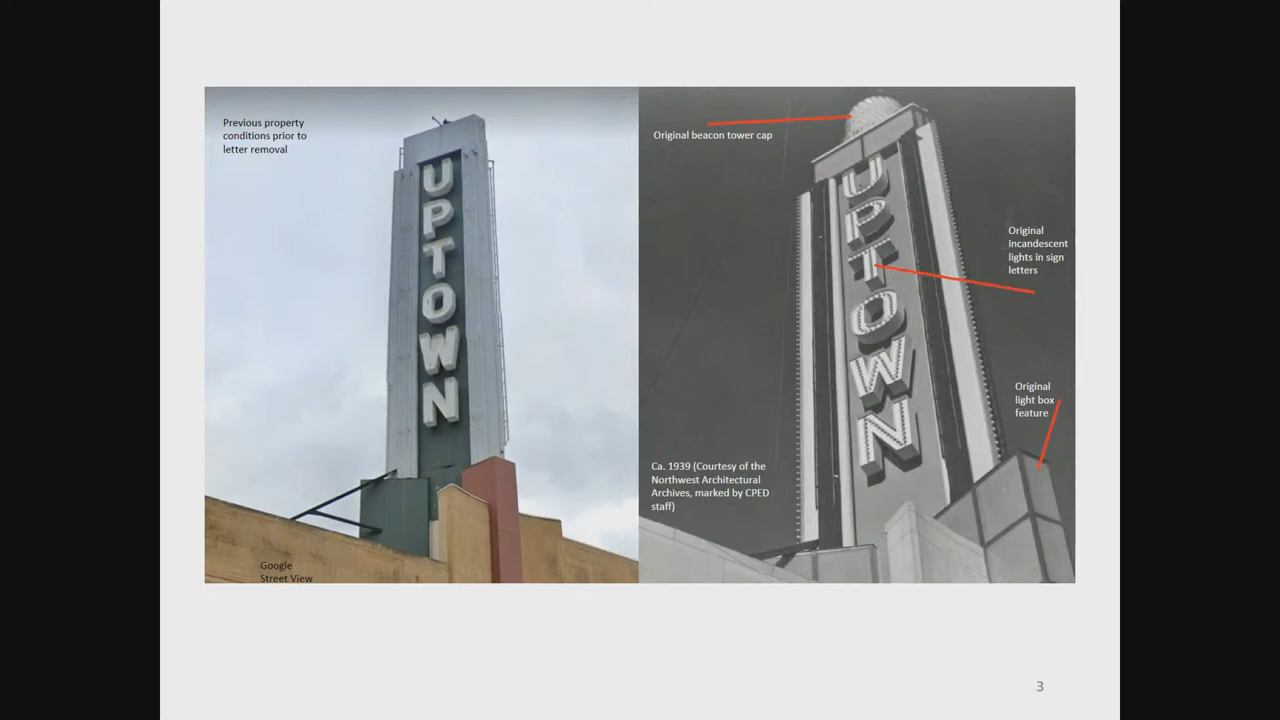 Previous property
conditions prior to
letter removal
UPTOWN
Google
Street View
Original beacon tower cap
UPTOWN
Original
incandescent
lights in sign
letters
Original
light box
feature
Ca. 1939 (Courtesy of the
Northwest Architectural
Archives, marked by CPED
staff)
3